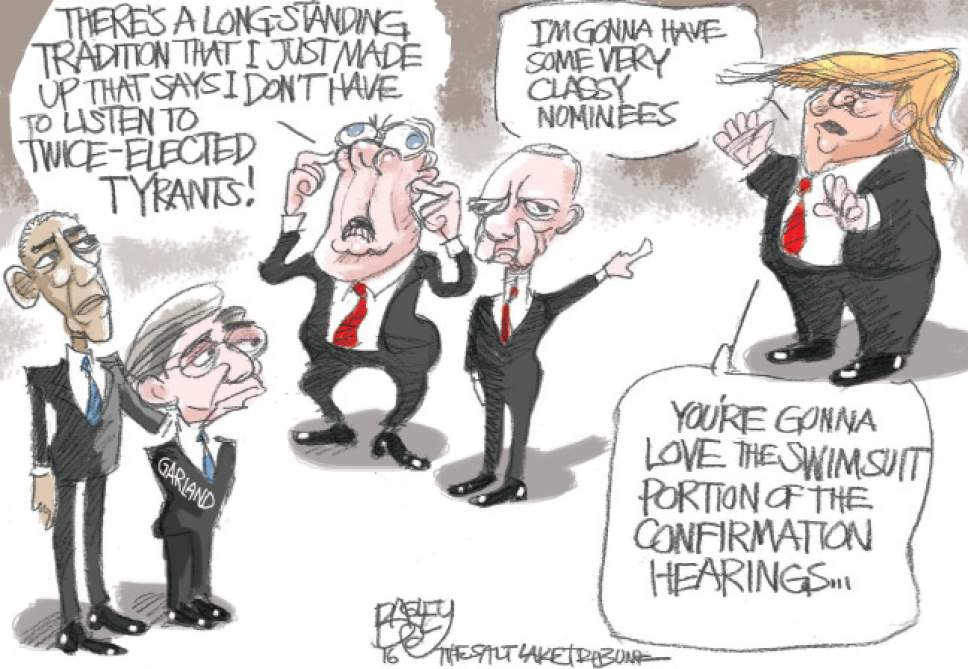 THERE'S A LONG-STANDING
TRADITION THAT I JUST MADE
UP THAT SAYS I DON'T HAVE
TO LISTEN TO
TWICE-ELECTED
TYRANTS!
I'M GONNA HAVE
SOME VERY
CLASSY
NOMINEES
GARLAND
YOU'RE GONNA
LOVE THE SWIMSUIT
PORTION OF THE
CONFIRMATION
HEARINGS...
BAGLEY
16 THE SALT LAKE TRIBUNE